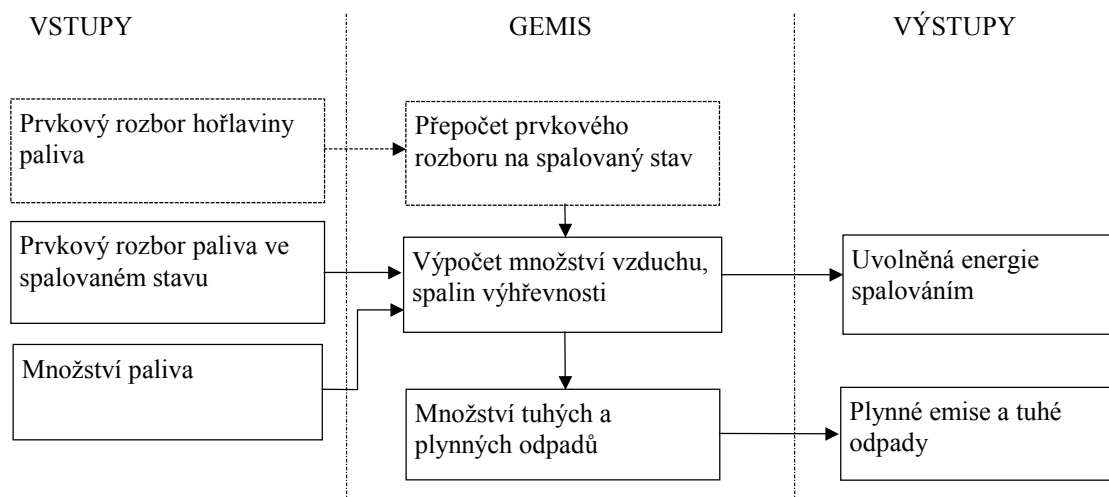 VSTUPY
GEMIS
VÝSTUPY
Prvkový rozbor hořlaviny
paliva
Přepočet prvkového
rozboru na spalovaný stav
Prvkový rozbor paliva ve
spalovaném stavu
Výpočet množství vzduchu,
spalin výhřevnosti
Uvolněná energie
spalováním
Množství paliva
Množství tuhých a
plynných odpadů
Plynné emise a tuhé
odpady